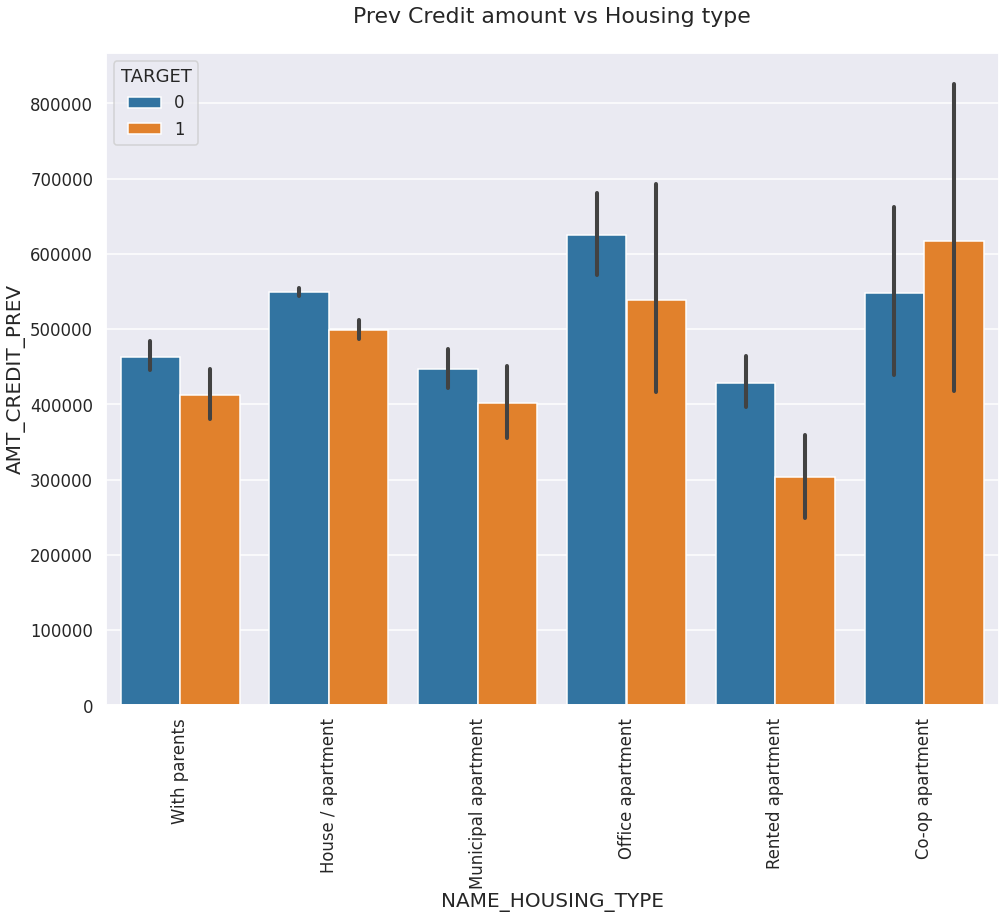 Prev Credit amount vs Housing type
TARGET
0
1
800000
700000
600000
500000
400000
300000
200000
100000
0
AMT_CREDIT_PREV
With parents
House / apartment
Municipal apartment
Office apartment
Rented apartment
Co-op apartment
NAME_HOUSING_TYPE